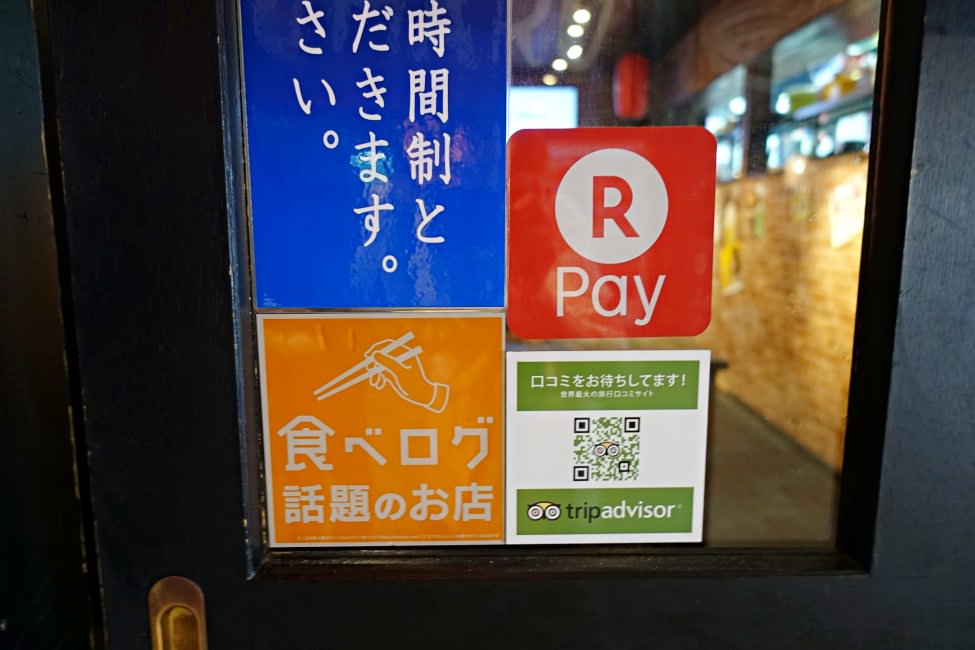 時間制と
だきます。
さい。
R
Pay
食べログ
話題のお店
口コミをお待ちしてます!
世界最大の旅行口コミサイト
tripadvisor